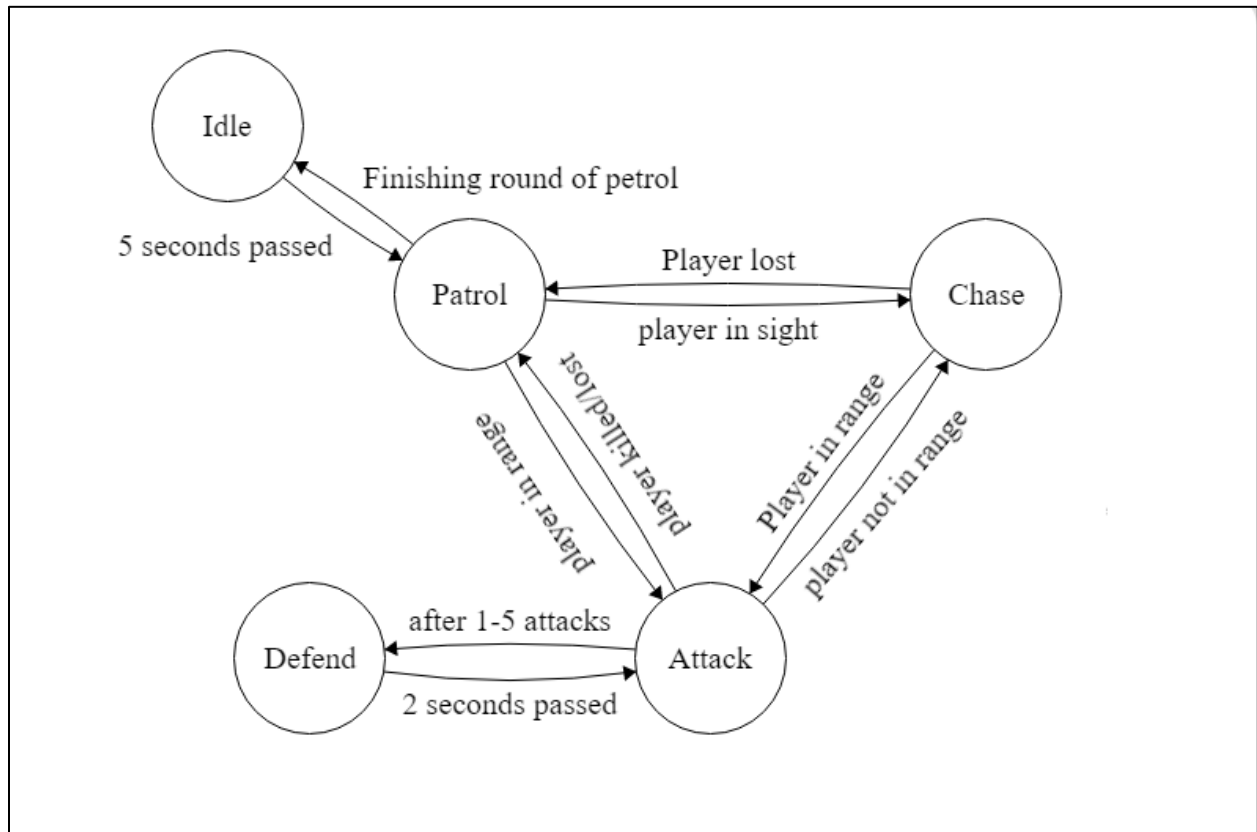 Idle
Finishing round of petrol
5 seconds passed
Player lost
Patrol
Chase
player in sight
player killed/lost
player in range
Player in range
player not in range
after 1-5 attacks
Defend
Attack
2 seconds passed